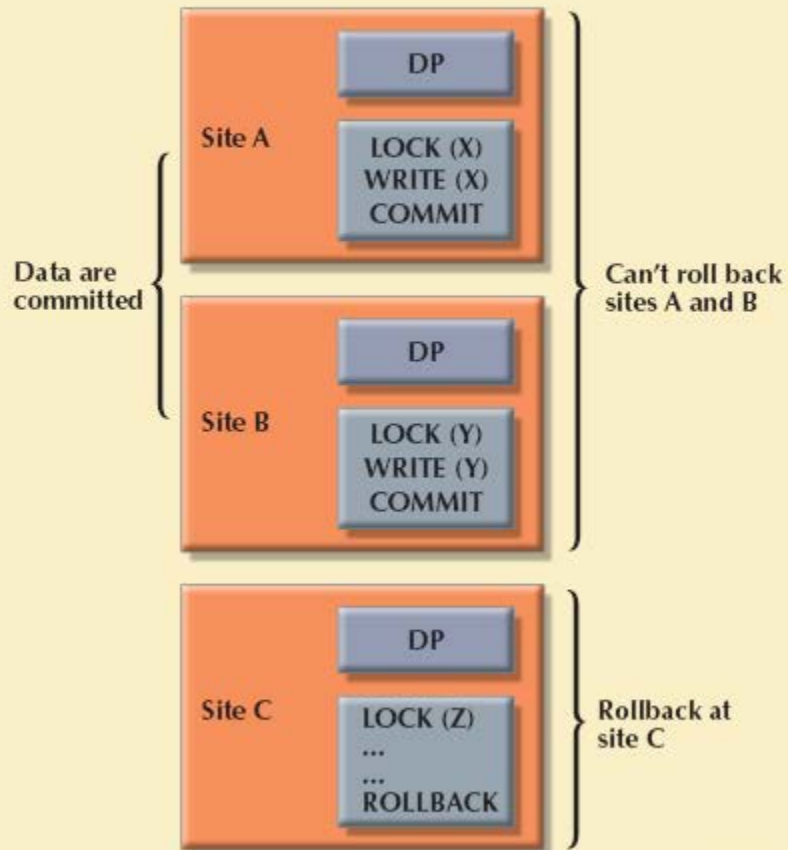 DP
Site A
LOCK (X)
WRITE (X)
COMMIT
Data are
committed
Can't roll back
sites A and B
DP
Site B
LOCK (Y)
WRITE (Y)
COMMIT
DP
Site C
LOCK (Z)
...
...
ROLLBACK
Rollback at
site C